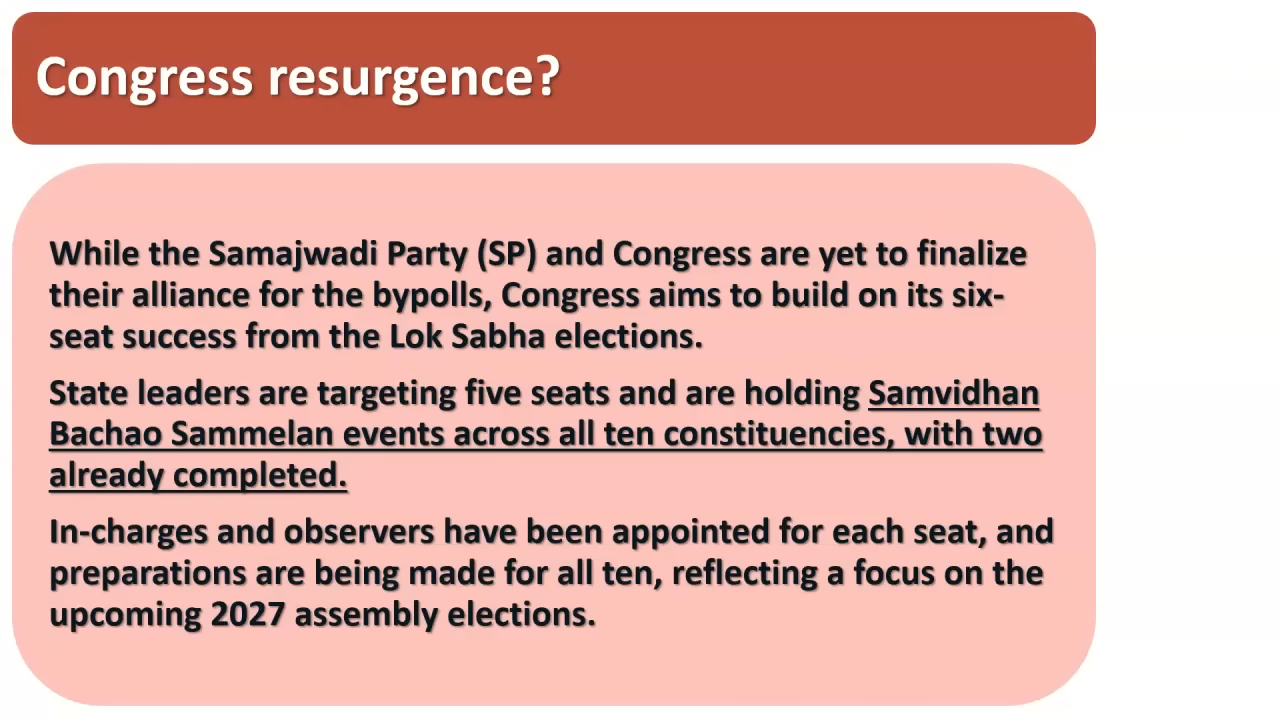 Congress resurgence?
While the Samajwadi Party (SP) and Congress are yet to finalize
their alliance for the bypolls, Congress aims to build on its six-
seat success from the Lok Sabha elections.
State leaders are targeting five seats and are holding Samvidhan
Bachao Sammelan events across all ten constituencies, with two
already completed.
In-charges and observers have been appointed for each seat, and
preparations are being made for all ten, reflecting a focus on the
upcoming 2027 assembly elections.